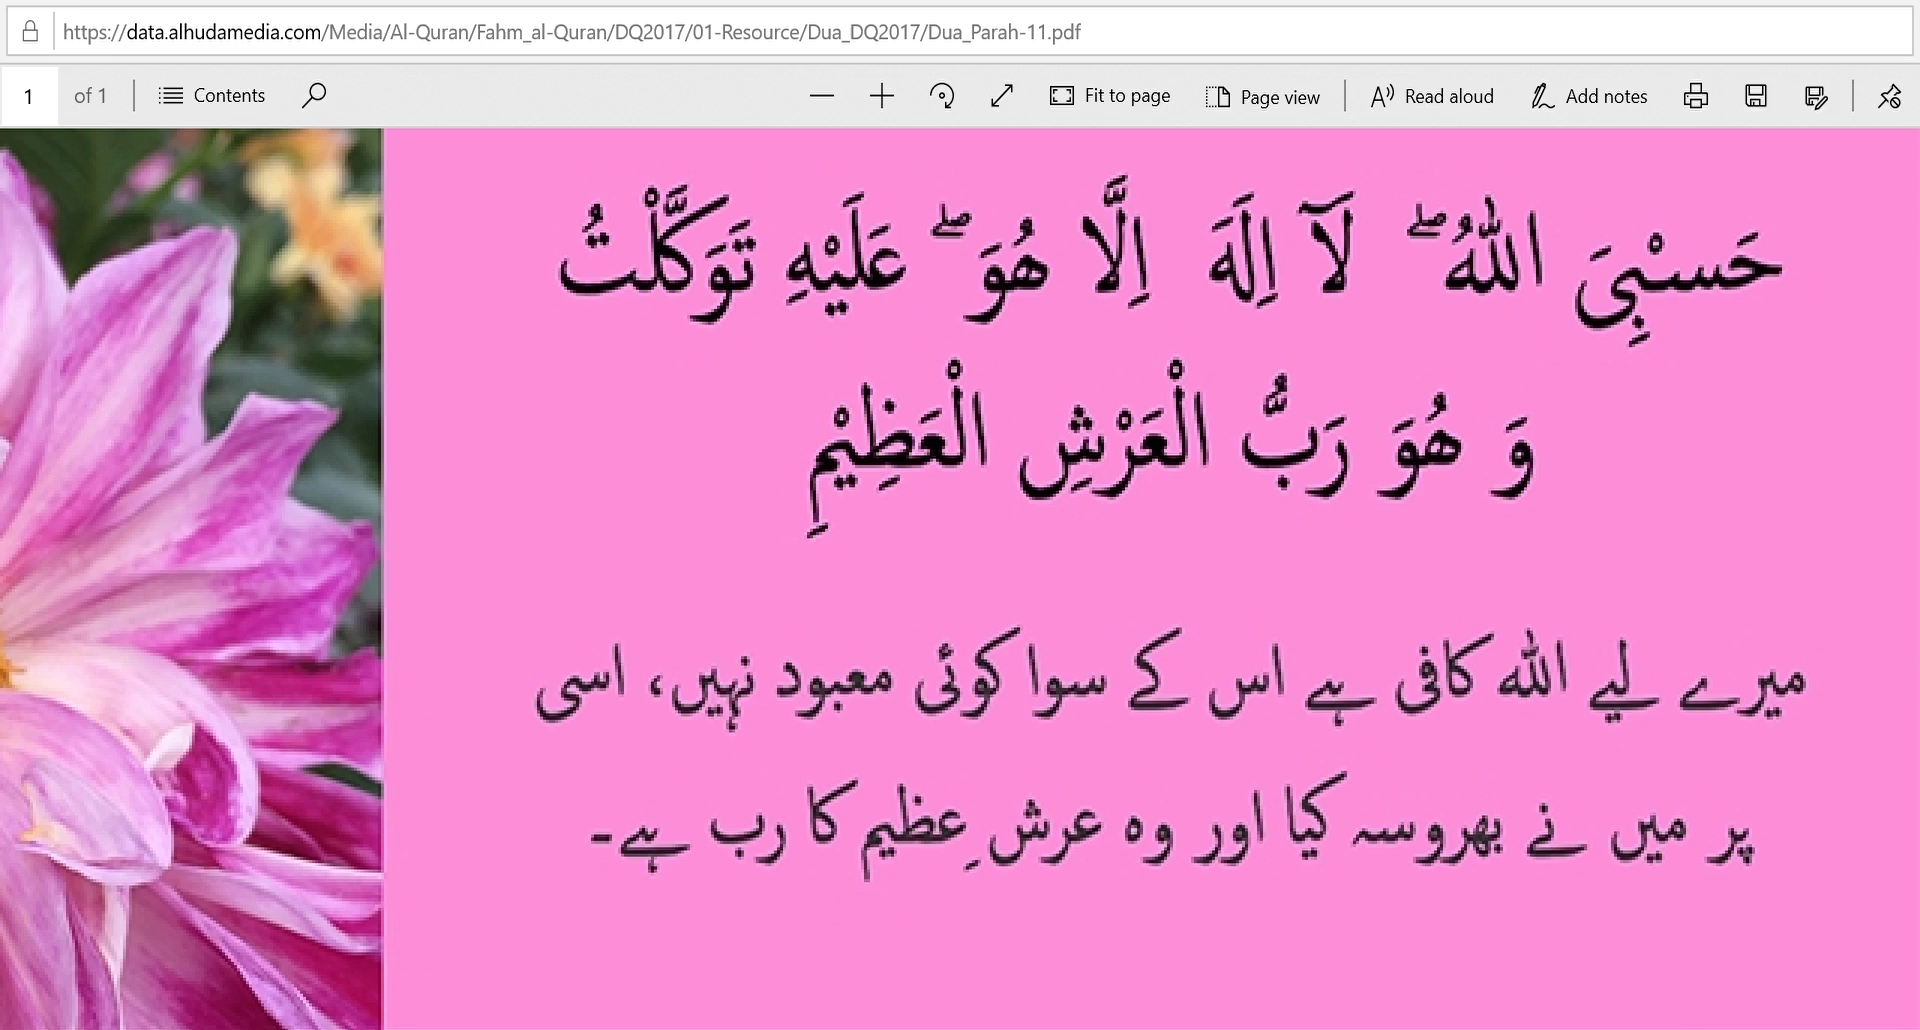 https://data.alhudamedia.com/Media/Al-Quran/Fahm_al-Quran/DQ2017/01-Resource/Dua_DQ2017/Dua_Parah-11.pdf
1 of 1 Contents Fit to page Page view Read aloud Add notes
حَسْبِیَ اللّٰهُ ۖ لَاۤ اِلٰهَ اِلَّا هُوَ ۖ عَلَیْهِ تَوَكَّلْتُ
وَ هُوَ رَبُّ الْعَرْشِ الْعَظِیْمِ
میرے لیے اللہ کافی ہے اس کے سوا کوئی معبود نہیں، اسی
پر میں نے بھروسہ کیا اور وہ عرشِ عظیم کا رب ہے۔